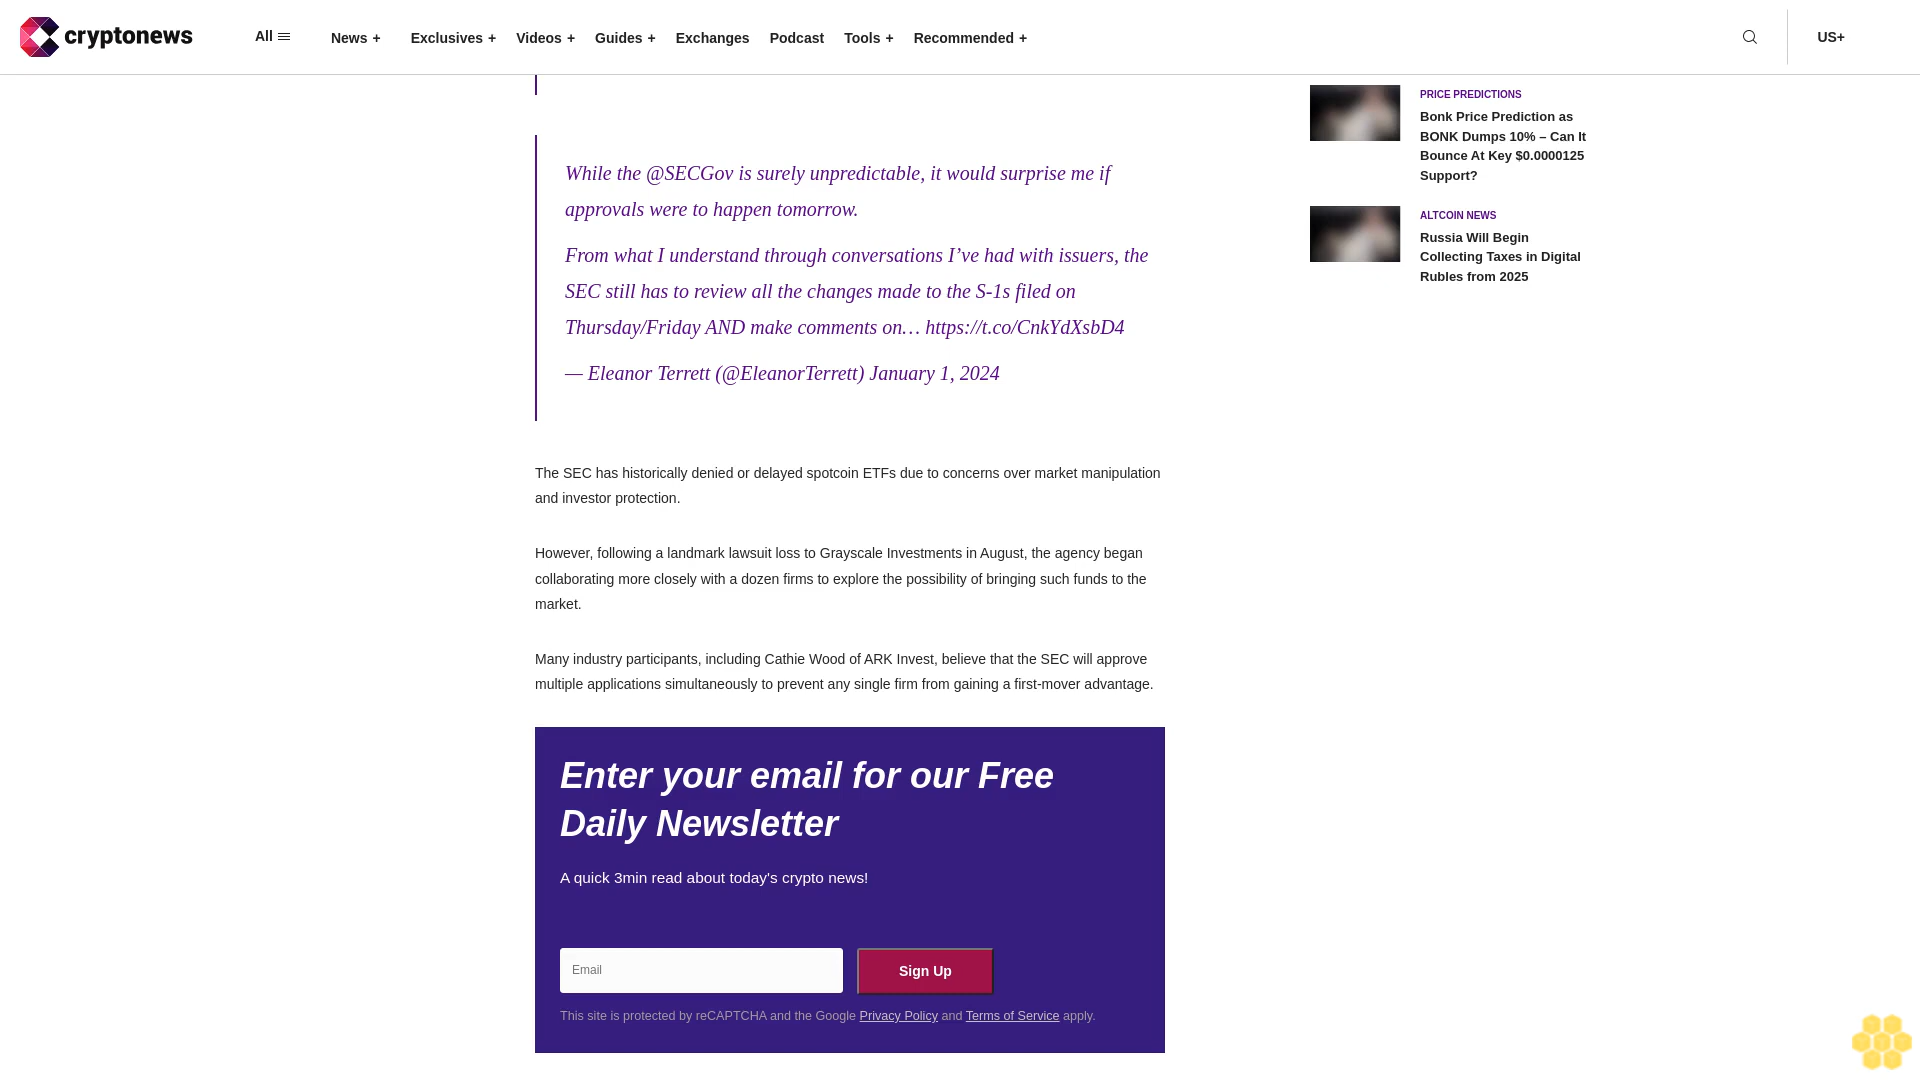 cryptonews
All
News +
Exclusives +
Videos +
Guides +
Exchanges
Podcast
Tools +
Recommended +
US+
While the @SECGov is surely unpredictable, it would surprise me if
approvals were to happen tomorrow.
From what I understand through conversations I’ve had with issuers, the
SEC still has to review all the changes made to the S-1s filed on
Thursday/Friday AND make comments on… https://t.co/CnkYdXsbD4
— Eleanor Terrett (@EleanorTerrett) January 1, 2024
The SEC has historically denied or delayed spotcoin ETFs due to concerns over market manipulation
and investor protection.
However, following a landmark lawsuit loss to Grayscale Investments in August, the agency began
collaborating more closely with a dozen firms to explore the possibility of bringing such funds to the
market.
Many industry participants, including Cathie Wood of ARK Invest, believe that the SEC will approve
multiple applications simultaneously to prevent any single firm from gaining a first-mover advantage.
Enter your email for our Free
Daily Newsletter
A quick 3min read about today's crypto news!
Email
Sign Up
This site is protected by reCAPTCHA and the Google Privacy Policy and Terms of Service apply.
PRICE PREDICTIONS
Bonk Price Prediction as
BONK Dumps 10% – Can It
Bounce At Key $0.0000125
Support?
ALTCOIN NEWS
Russia Will Begin
Collecting Taxes in Digital
Rubles from 2025